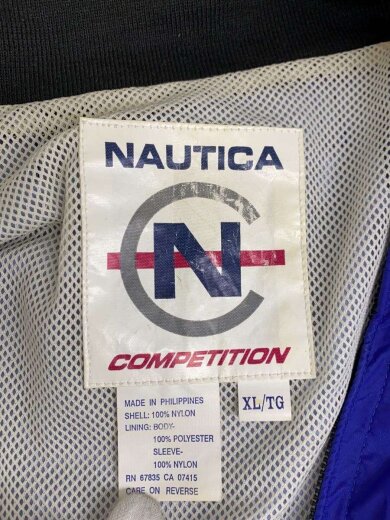 NAUTICA
N
COMPETITION
XL/TG
MADE IN PHILIPPINES
SHELL: 100% NYLON
LINING: BODY-
100% POLYESTER
SLEEVE-
100% NYLON
RN 67835 CA 07415
CARE ON REVERSE